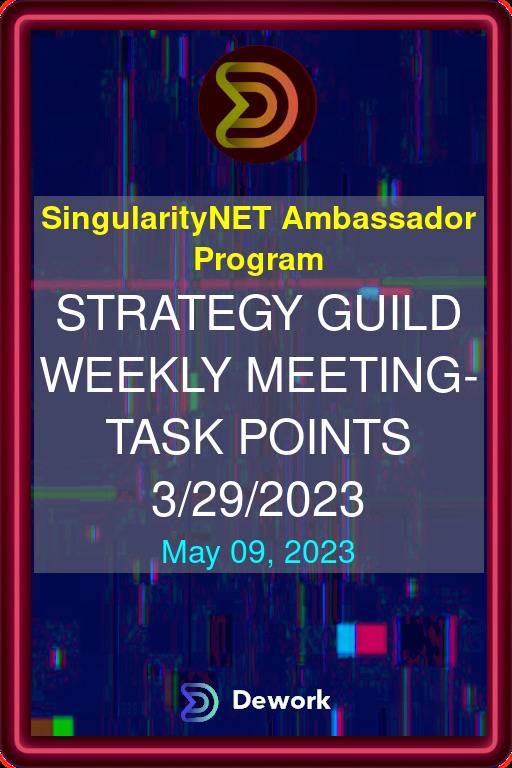 SingularityNET Ambassador
Program
STRATEGY GUILD
WEEKLY MEETING-
TASK POINTS
3/29/2023
May 09, 2023
Dework